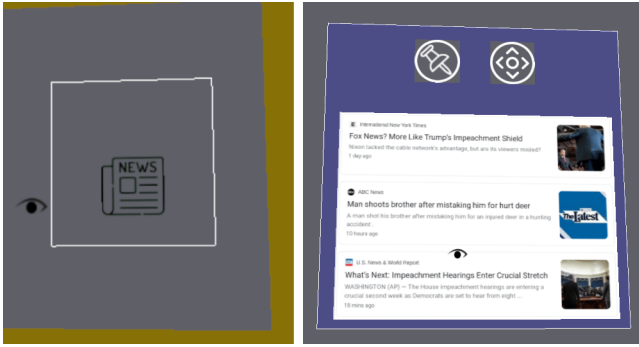 NEWS
International New York Times
Fox News? More Like Trump's Impeachment Shield
Nixon lacked the cable network's advantage, but are its viewers misled?
1 day ago
ABC News
Man shoots brother after mistaking him for hurt deer
A man shot his brother after mistaking him for an injured deer in a hunting
accident.
10 hours ago
The Latest
U.S. News & World Report
What's Next: Impeachment Hearings Enter Crucial Stretch
WASHINGTON (AP) — The House impeachment hearings are entering a
crucial second week as Democrats are set to hear from eight ...
18 mins ago